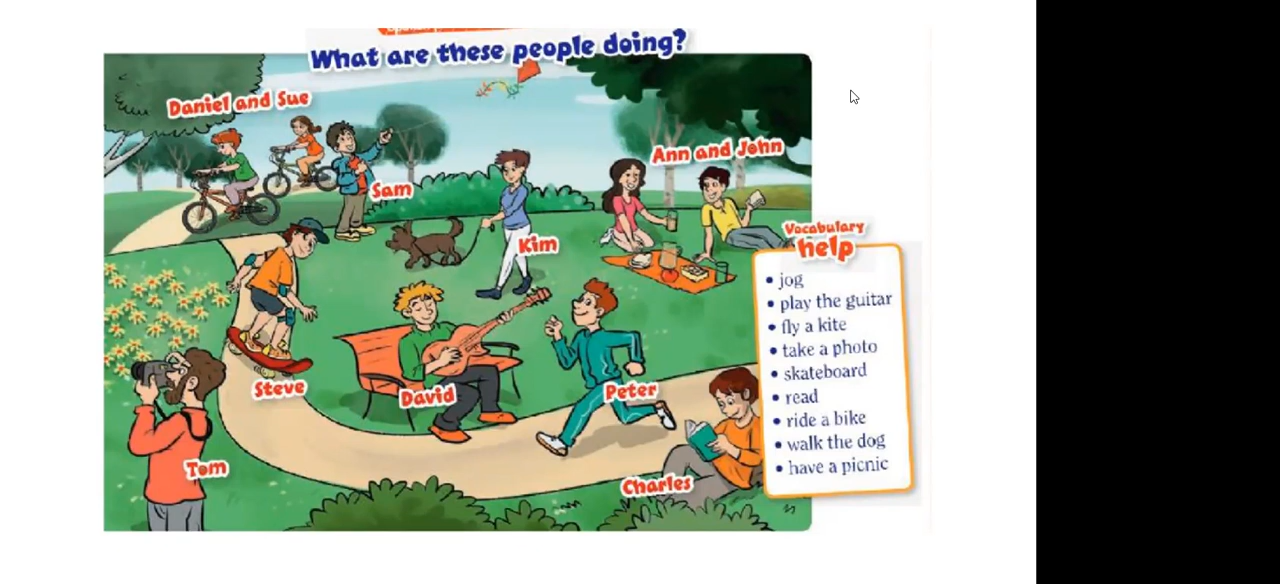 What are these people doing?
Daniel and Sue
Sam
Kim
Ann and John
Steve
David
Peter
Tom
Charles
Vocabulary
help
• jog
• play the guitar
• fly a kite
• take a photo
• skateboard
• read
• ride a bike
• walk the dog
• have a picnic